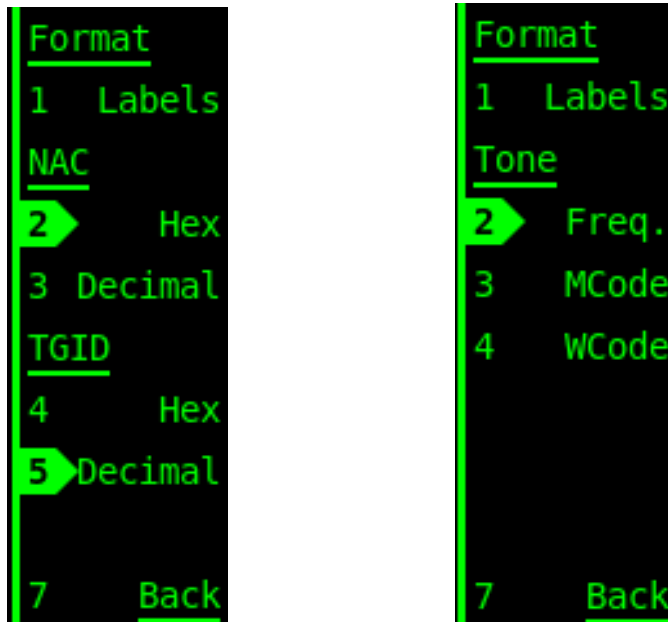 Format
1 Labels
NAC
2 Hex
3 Decimal
TGID
4 Hex
5 Decimal
7 Back
Format
1 Labels
Tone
2 Freq.
3 MCode
4 WCode
7 Back